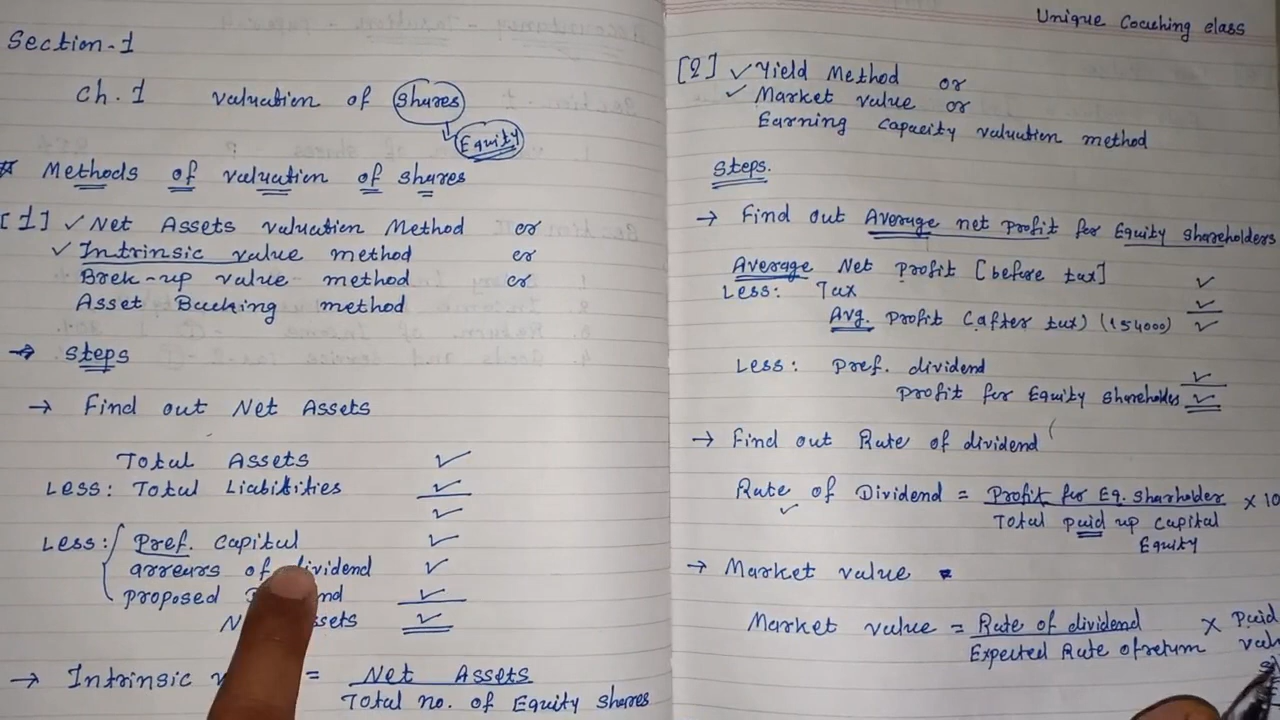 Section-1
Ch.1 valuation of shares
Equity
* Methods of valuation of shares
[1] ✓ Net Assets valuation Method or
✓ Intrinsic value method or
Brek-up value method or
Asset Backing method
→ steps
→ Find out Net Assets
Total Assets ✓
Less: Total Liabilities ✓
✓
Less: Pref. capital ✓
arrears of dividend ✓
proposed ✓
✓
→ Intrinsic = Net Assets
Total no. of Equity shares
Unique Coaching class
[2] ✓ Yield Method or
✓ Market value or
Earning capacity valuation method
Steps.
→ Find out Average net profit for Equity shareholders
Average Net profit [before tax] ✓
Less: Tax ✓
Avg. profit (after tax) (154000) ✓
Less: Pref. dividend ✓
profit for Equity shareholders ✓
→ Find out Rate of dividend (
Rate of Dividend = Profit for Eq. sharholder × 10
✓ Total paid up capital
Equity
→ Market value
Market value = Rate of dividend × paid
Expected Rate of return